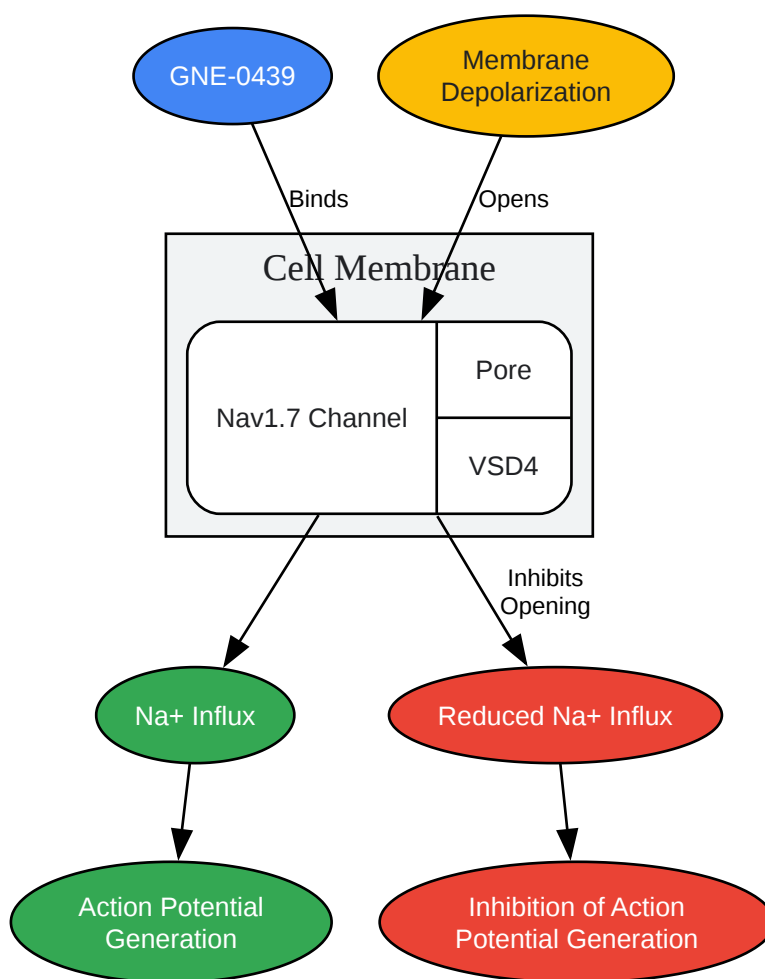 GNE-0439
Membrane
Depolarization
Binds
Opens
Cell Membrane
Nav1.7 Channel
Pore
VSD4
Inhibits
Opening
Na+ Influx
Reduced Na+ Influx
Action Potential
Generation
Inhibition of Action
Potential Generation